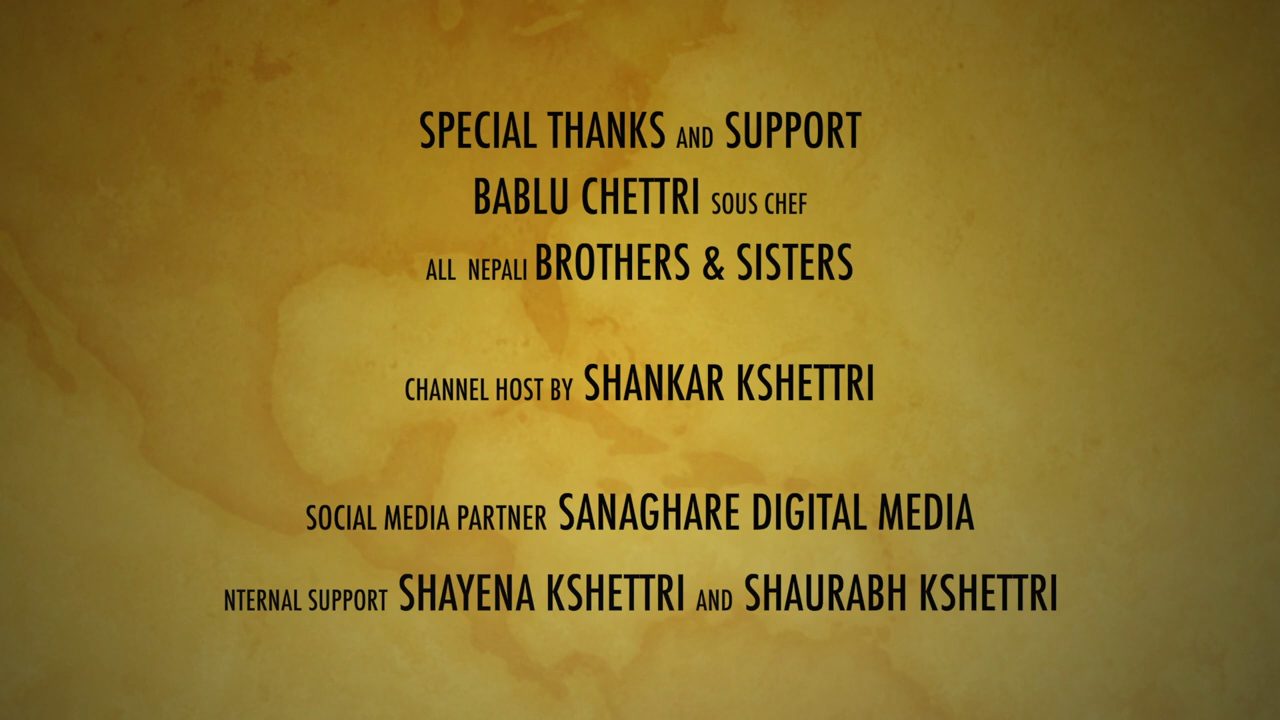 SPECIAL THANKS AND SUPPORT
BABLU CHETTRI SOUS CHEF
ALL NEPALI BROTHERS & SISTERS
CHANNEL HOST BY SHANKAR KSHETTRI
SOCIAL MEDIA PARTNER SANAGHARE DIGITAL MEDIA
NTERNAL SUPPORT SHAYENA KSHETTRI AND SHAURABH KSHETTRI